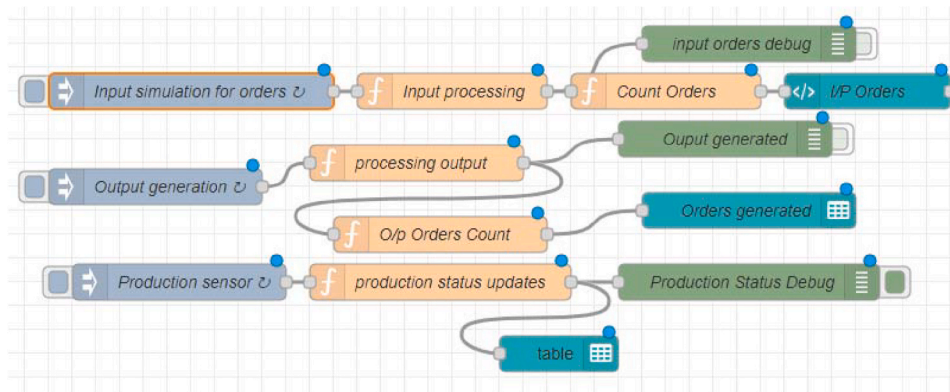 input orders debug
Input simulation for orders ↻
Input processing
Count Orders
I/P Orders
Ouput generated
processing output
Output generation ↻
Orders generated
O/p Orders Count
Production sensor ↻
production status updates
Production Status Debug
table